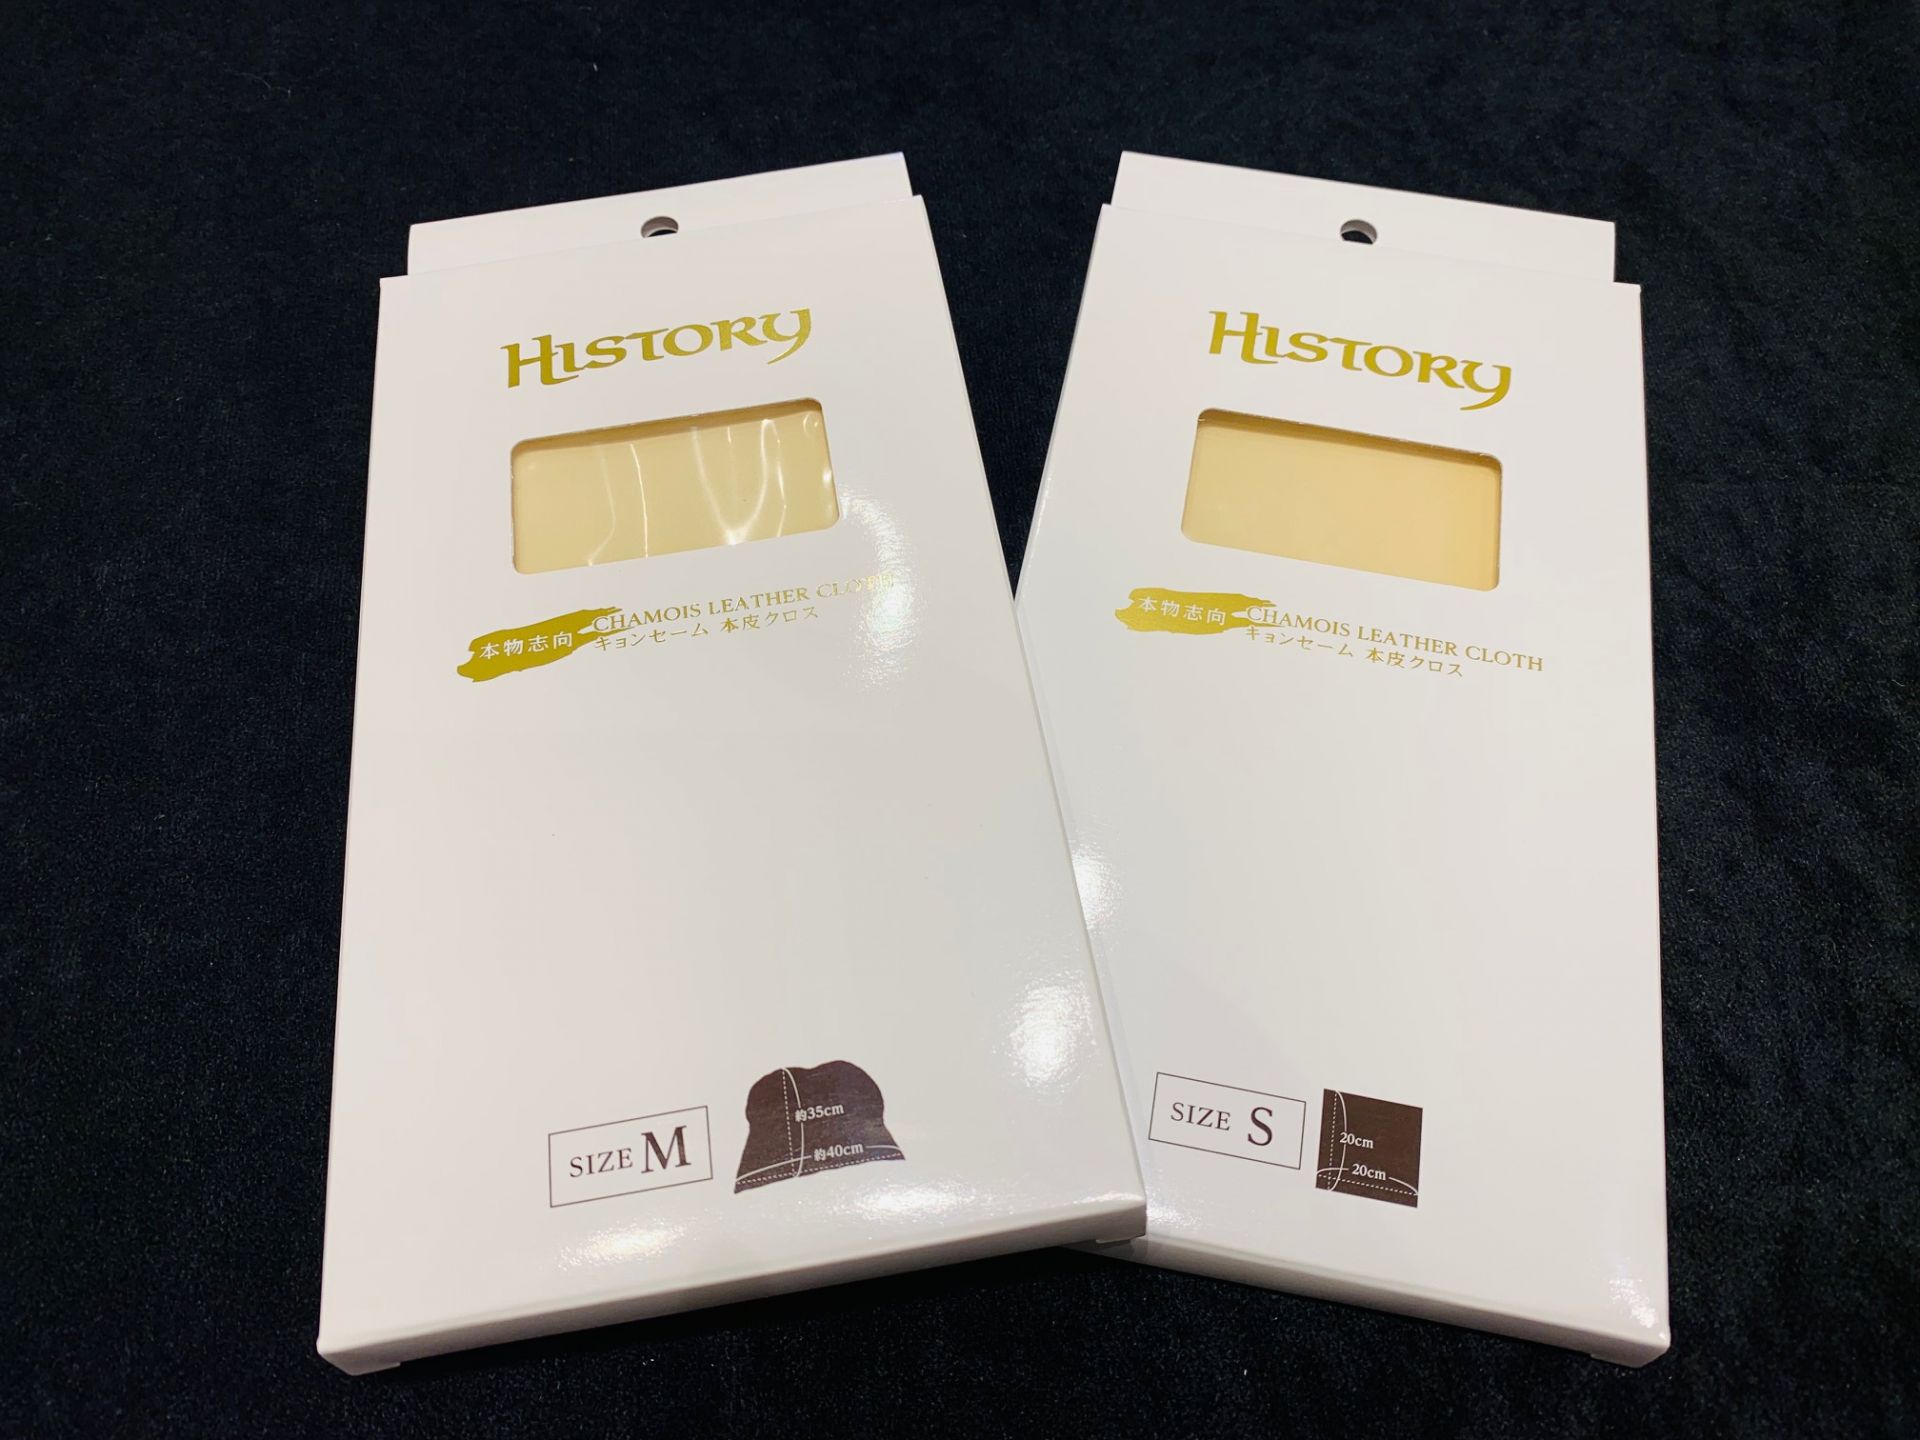 HISTORY
本物志向
CHAMOIS LEATHER CLOTH
キョンセーム 本皮クロス
SIZE M
約35cm
約40cm
HISTORY
本物志向
CHAMOIS LEATHER CLOTH
キョンセーム 本皮クロス
SIZE S
20cm
20cm